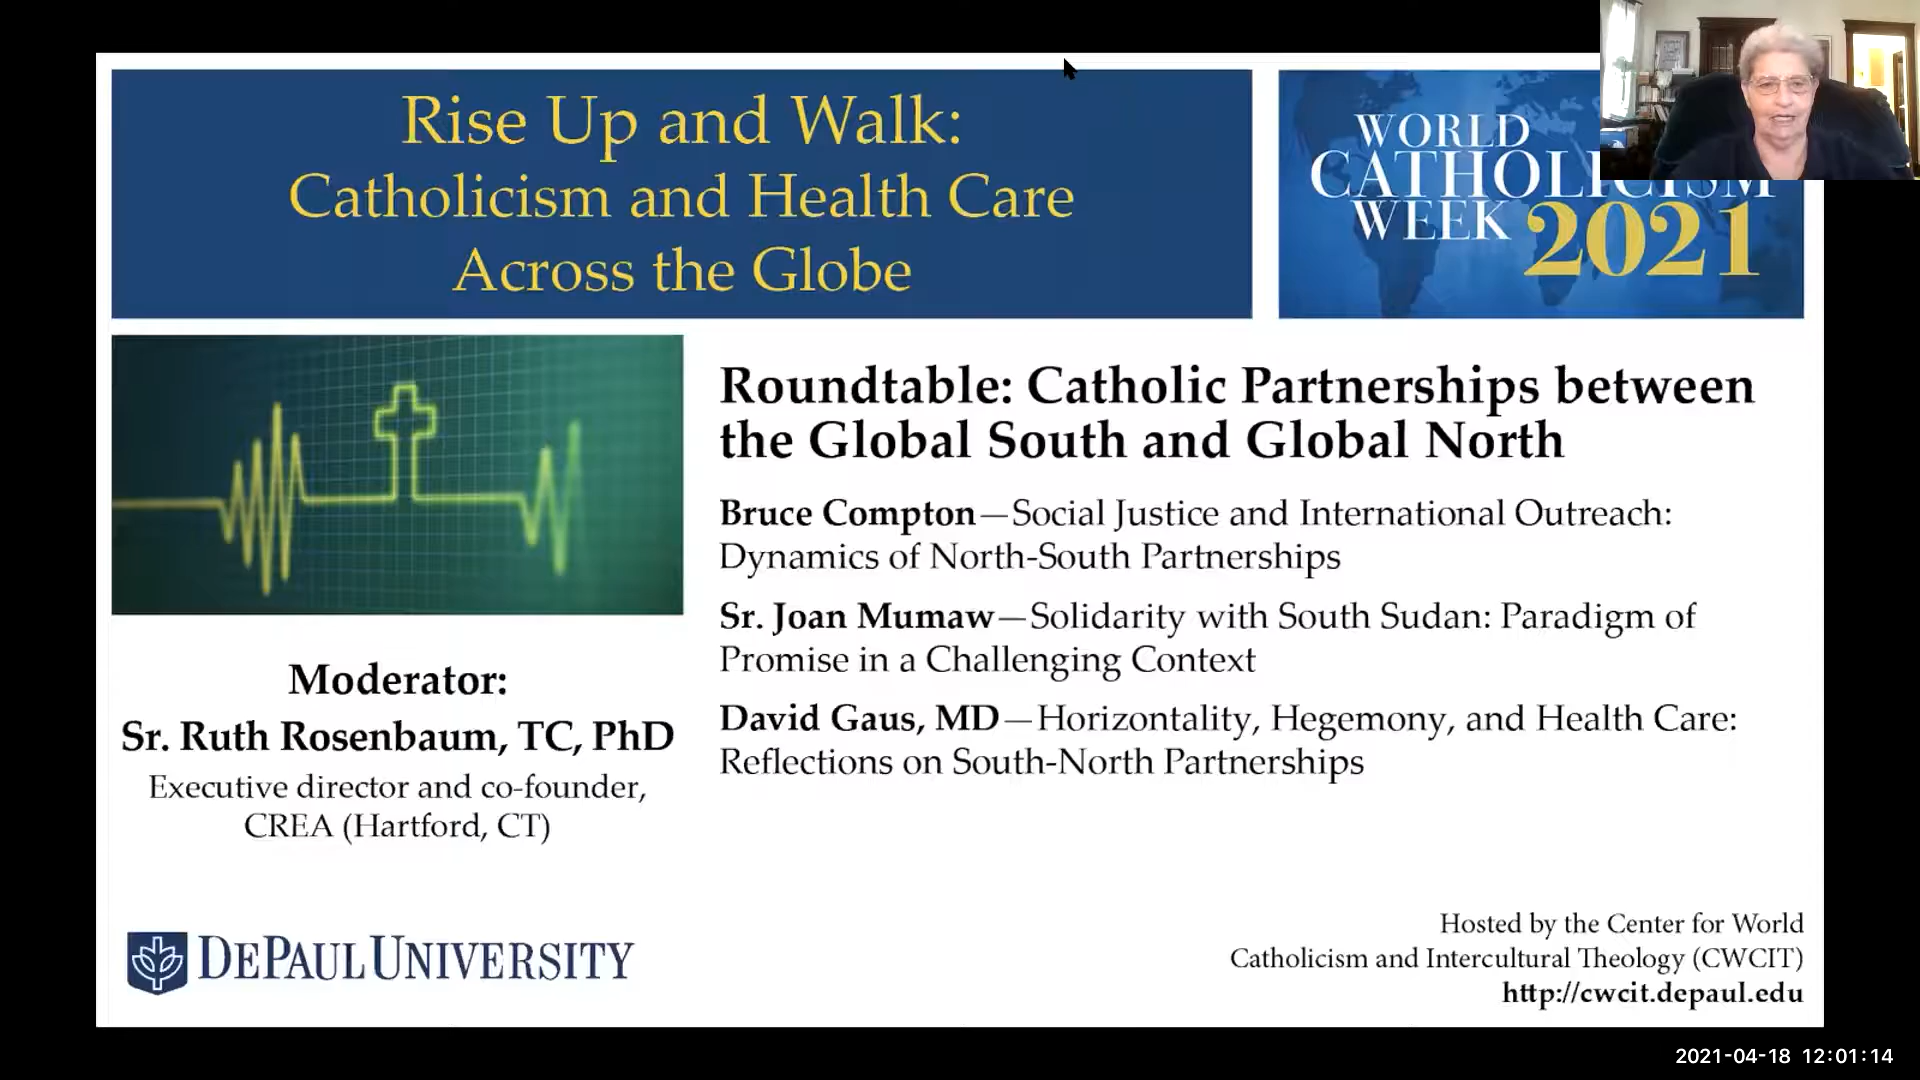 Rise Up and Walk:
Catholicism and Health Care
Across the Globe
WORLD
CATHOLICISM
WEEK 2021
Roundtable: Catholic Partnerships between
the Global South and Global North
Bruce Compton—Social Justice and International Outreach:
Dynamics of North-South Partnerships
Sr. Joan Mumaw—Solidarity with South Sudan: Paradigm of
Promise in a Challenging Context
David Gaus, MD—Horizontality, Hegemony, and Health Care:
Reflections on South-North Partnerships
Moderator:
Sr. Ruth Rosenbaum, TC, PhD
Executive director and co-founder,
CREA (Hartford, CT)
DEPAUL UNIVERSITY
Hosted by the Center for World
Catholicism and Intercultural Theology (CWCIT)
http://cwcit.depaul.edu
2021-04-18 12:01:14